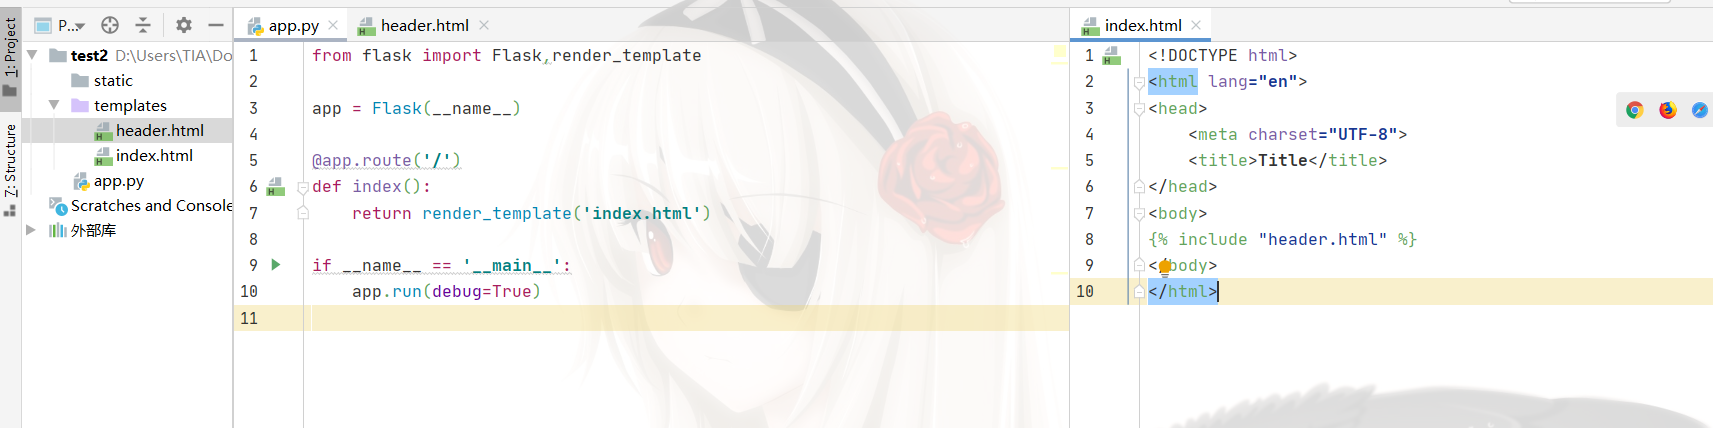 1: Project
Z: Structure
P...
test2 D:\Users\TIA\Do
static
templates
header.html
index.html
app.py
Scratches and Console
外部库
app.py
header.html
1 from flask import Flask,render_template
2
3 app = Flask(__name__)
4
5 @app.route('/')
6 def index():
7 return render_template('index.html')
8
9 if __name__ == '__main__':
10 app.run(debug=True)
11
index.html
1 <!DOCTYPE html>
2 <html lang="en">
3 <head>
4 <meta charset="UTF-8">
5 <title>Title</title>
6 </head>
7 <body>
8 {% include "header.html" %}
9 </body>
10 </html>